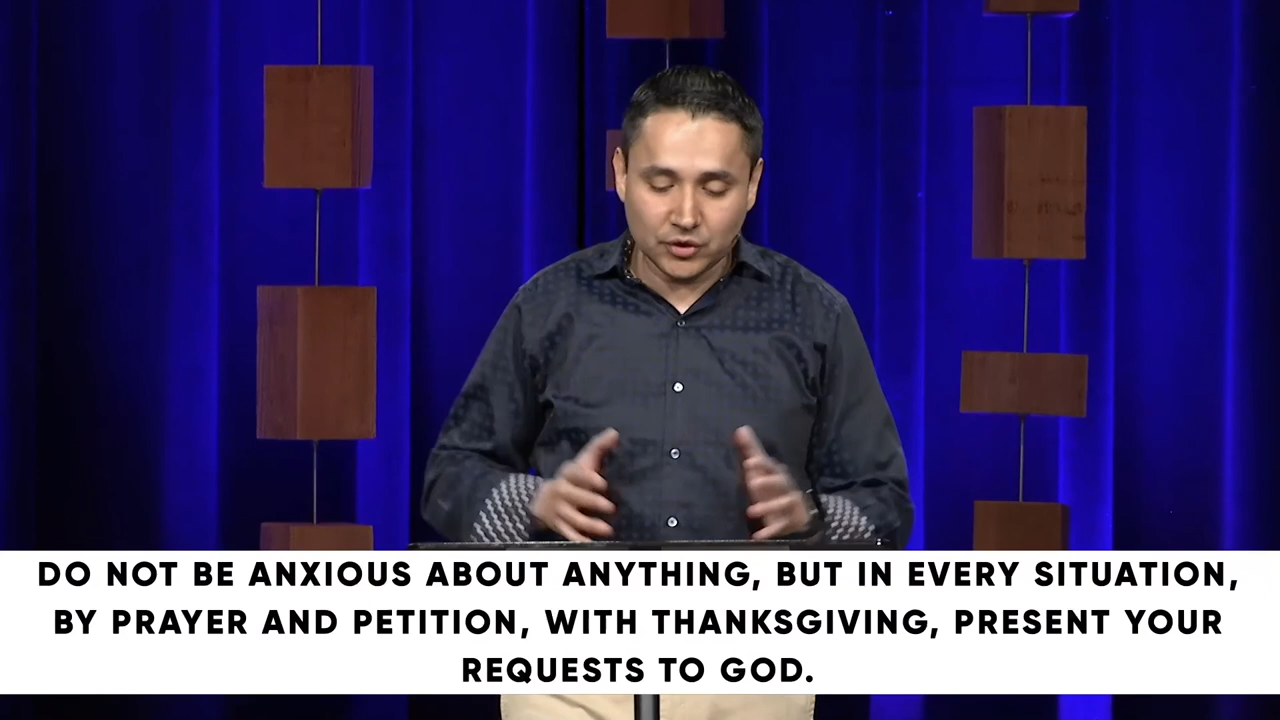 DO NOT BE ANXIOUS ABOUT ANYTHING, BUT IN EVERY SITUATION,
BY PRAYER AND PETITION, WITH THANKSGIVING, PRESENT YOUR
REQUESTS TO GOD.